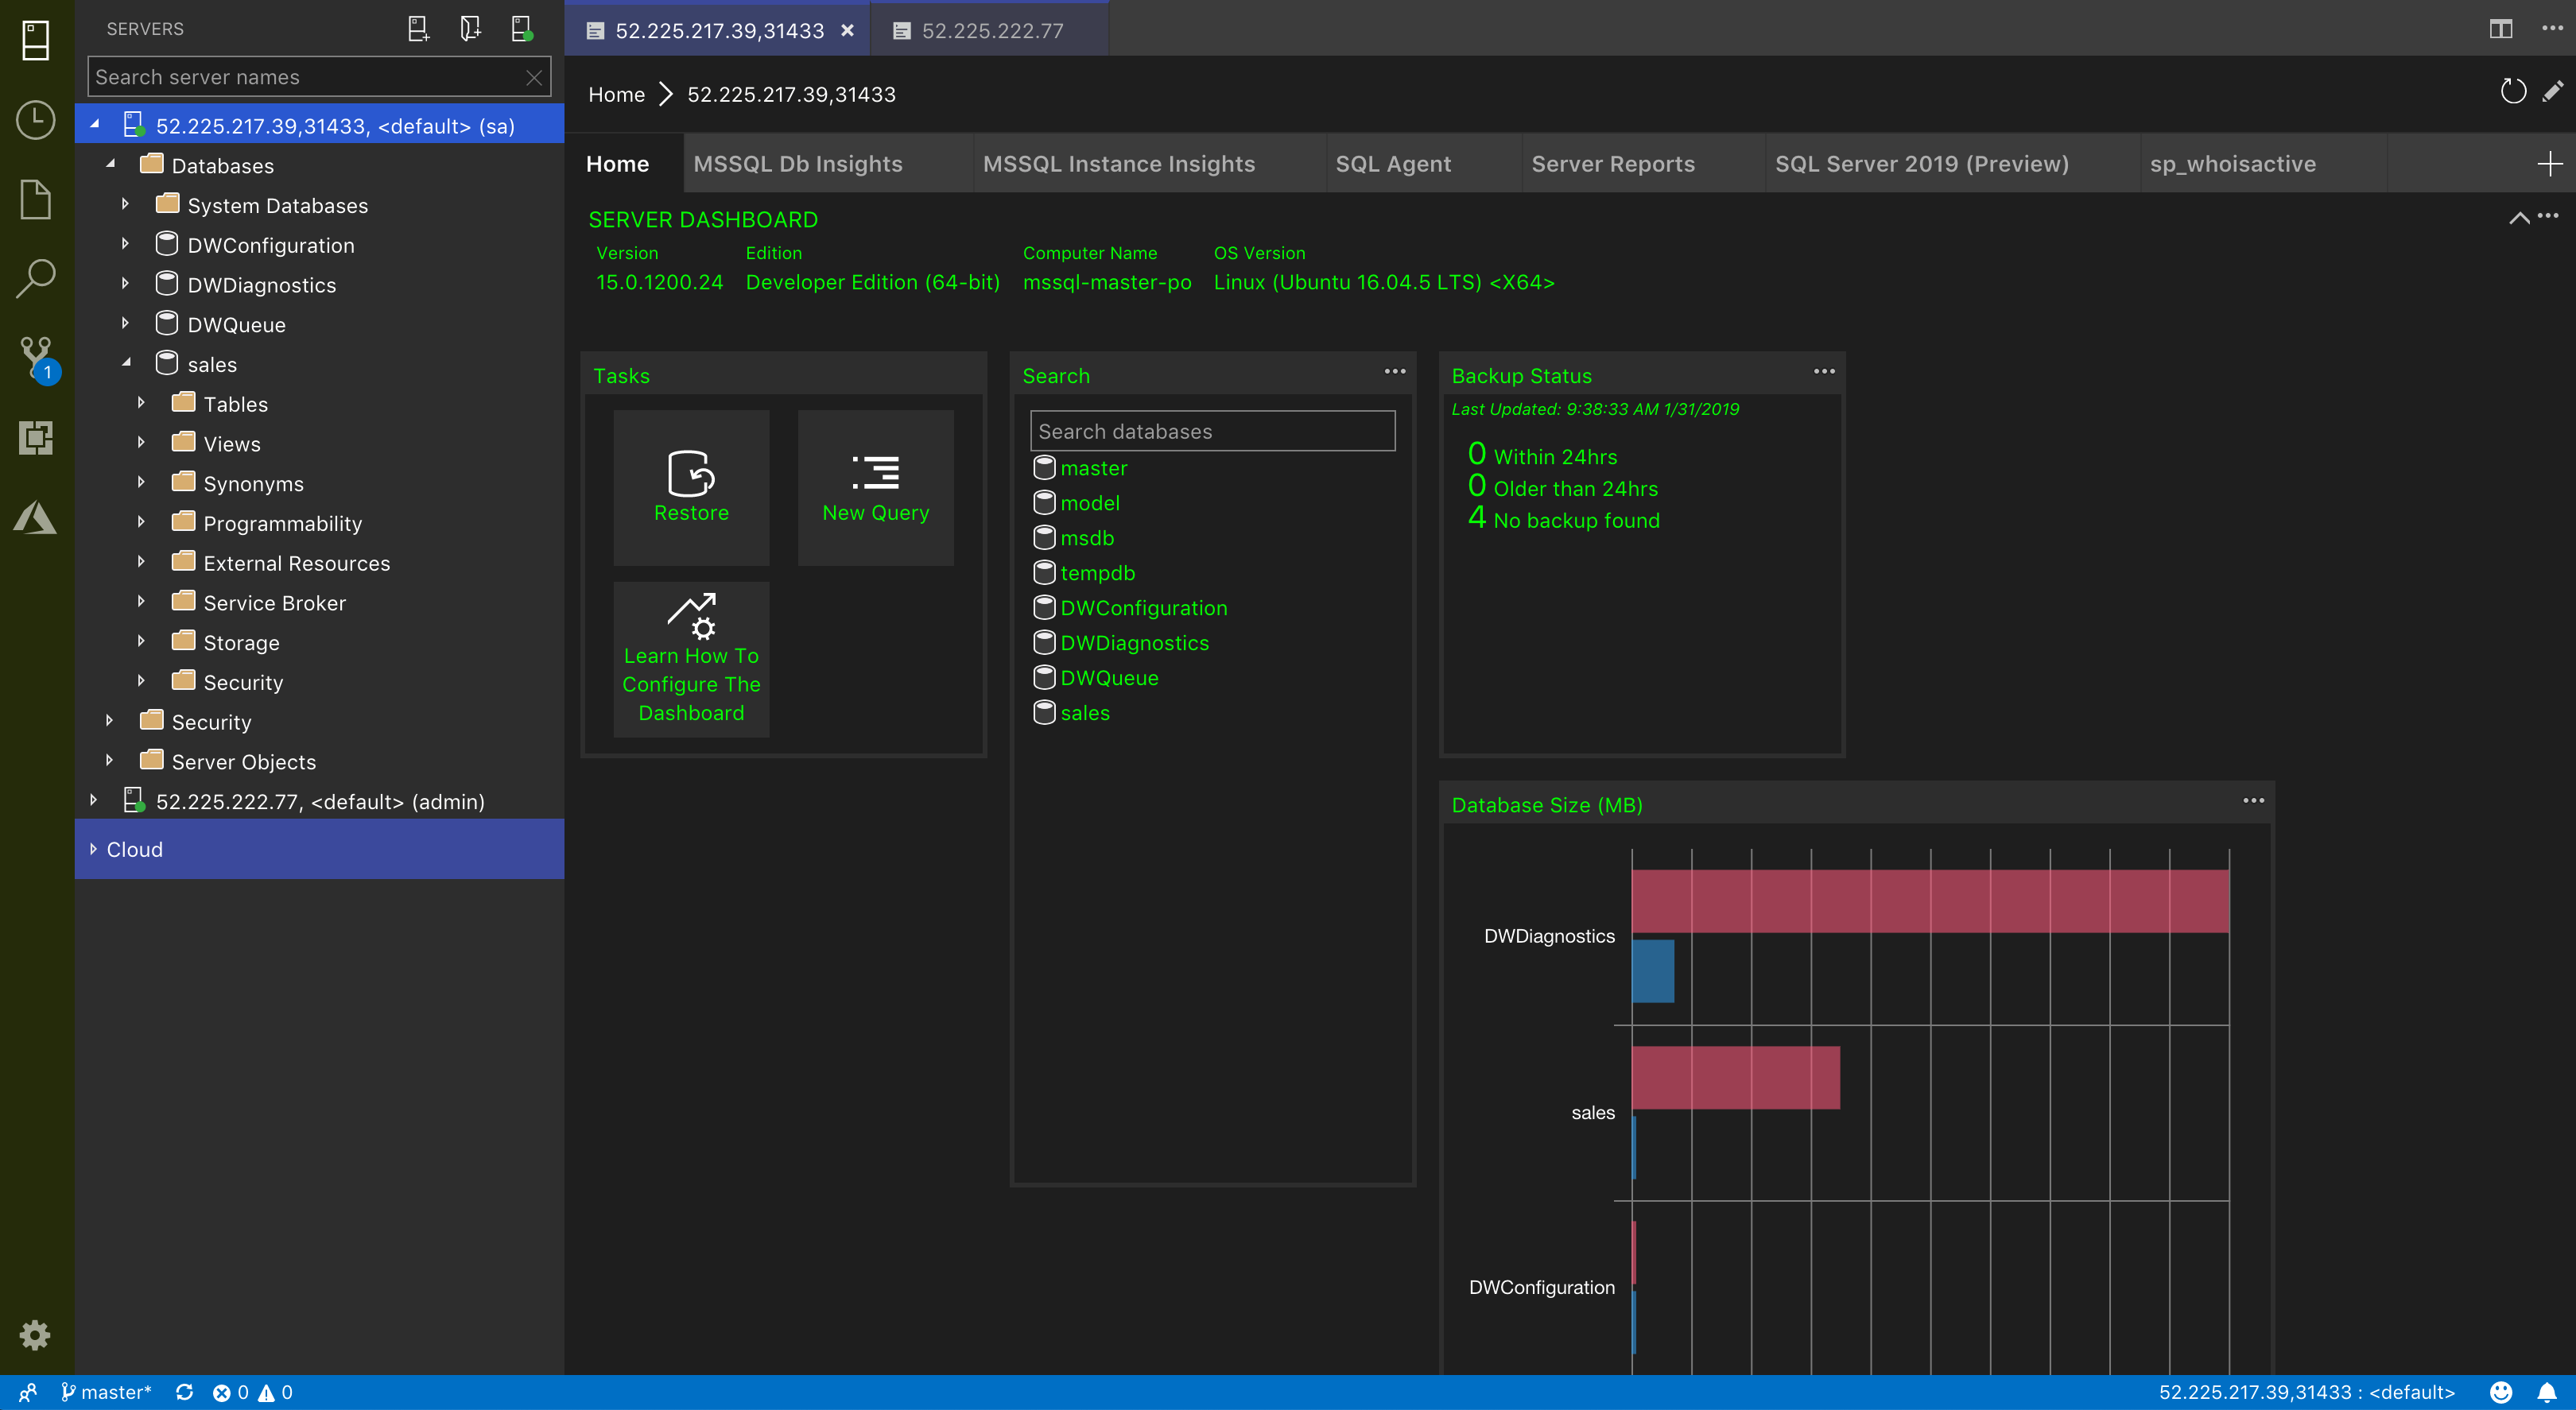 SERVERS
Search server names
52.225.217.39,31433, <default> (sa)
Databases
System Databases
DWConfiguration
DWDiagnostics
DWQueue
sales
Tables
Views
Synonyms
Programmability
External Resources
Service Broker
Storage
Security
Security
Server Objects
52.225.222.77, <default> (admin)
Cloud
1
52.225.217.39,31433
52.225.222.77
Home 52.225.217.39,31433
Home
MSSQL Db Insights
MSSQL Instance Insights
SQL Agent
Server Reports
SQL Server 2019 (Preview)
sp_whoisactive
SERVER DASHBOARD
Version
15.0.1200.24
Edition
Developer Edition (64-bit)
Computer Name
mssql-master-po
OS Version
Linux (Ubuntu 16.04.5 LTS) <X64>
Tasks
Restore
New Query
Learn How To
Configure The
Dashboard
Search
Search databases
master
model
msdb
tempdb
DWConfiguration
DWDiagnostics
DWQueue
sales
Backup Status
Last Updated: 9:38:33 AM 1/31/2019
0 Within 24hrs
0 Older than 24hrs
4 No backup found
Database Size (MB)
DWDiagnostics
sales
DWConfiguration
master* 0 0
52.225.217.39,31433 : <default>